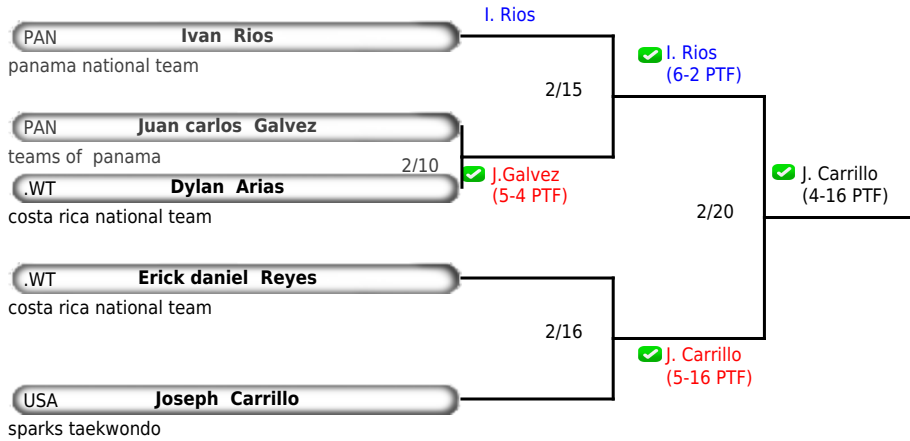 I. Rios
PAN Ivan Rios
panama national team
I. Rios
(6-2 PTF)
2/15
PAN Juan carlos Galvez
teams of panama
2/10
J.Galvez
(5-4 PTF)
.WT Dylan Arias
costa rica national team
J. Carrillo
(4-16 PTF)
2/20
.WT Erick daniel Reyes
costa rica national team
2/16
J. Carrillo
(5-16 PTF)
USA Joseph Carrillo
sparks taekwondo